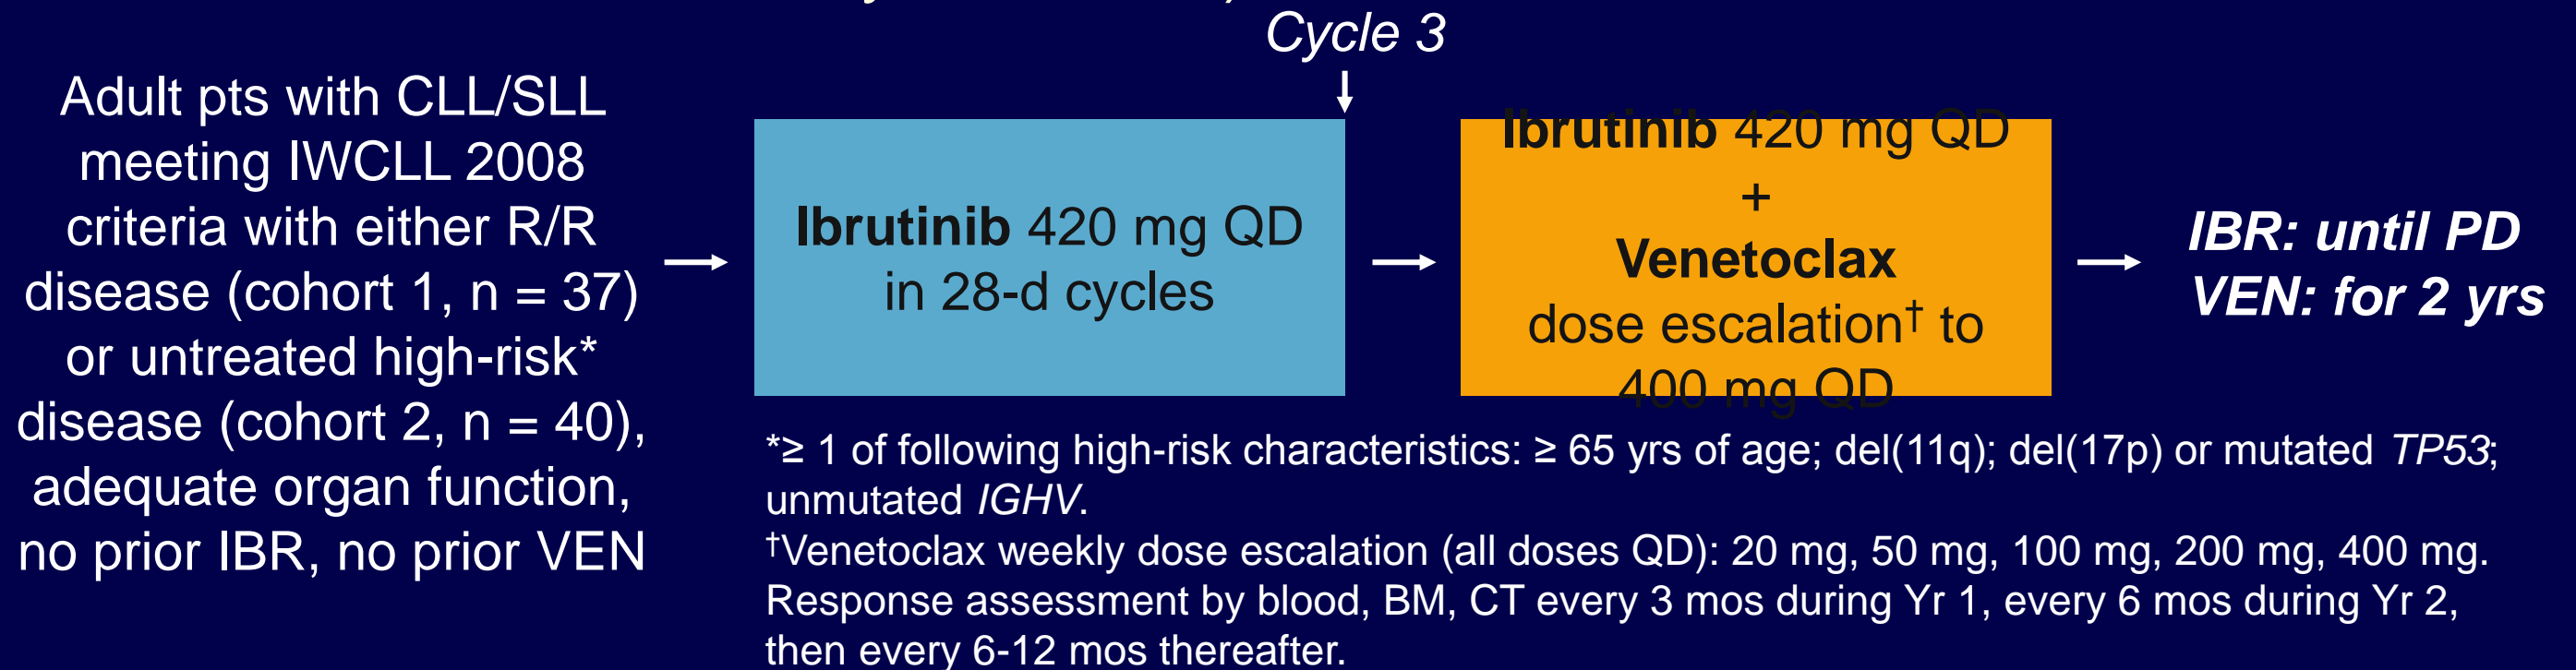 Cycle 3
Adult pts with CLL/SLL
meeting IWCLL 2008
criteria with either R/R
disease (cohort 1, n = 37)
or untreated high-risk*
disease (cohort 2, n = 40),
adequate organ function,
no prior IBR, no prior VEN
Ibrutinib 420 mg QD
in 28-d cycles
Ibrutinib 420 mg QD
+
Venetoclax
dose escalation† to
400 mg QD
IBR: until PD
VEN: for 2 yrs
*≥ 1 of following high-risk characteristics: ≥ 65 yrs of age; del(11q); del(17p) or mutated TP53;
unmutated IGHV.
†Venetoclax weekly dose escalation (all doses QD): 20 mg, 50 mg, 100 mg, 200 mg, 400 mg.
Response assessment by blood, BM, CT every 3 mos during Yr 1, every 6 mos during Yr 2,
then every 6-12 mos thereafter.